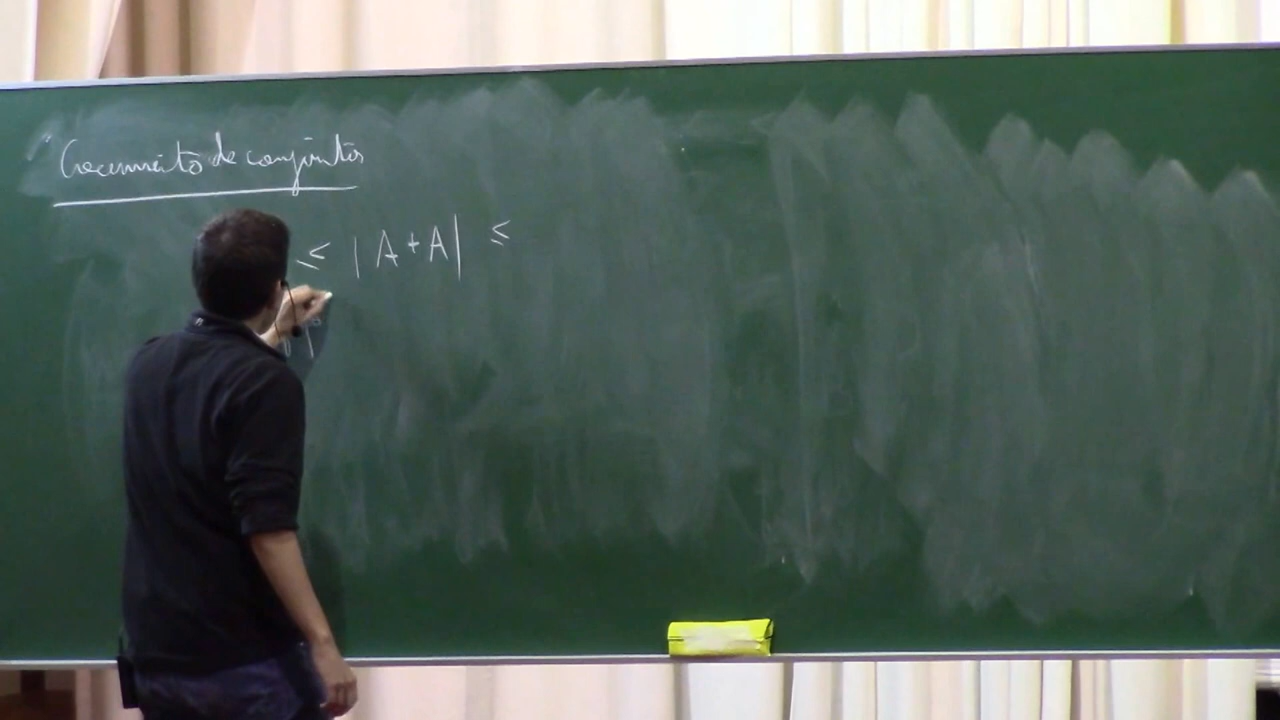 Crecimiento de conjuntos
≤ | A + A | ≤